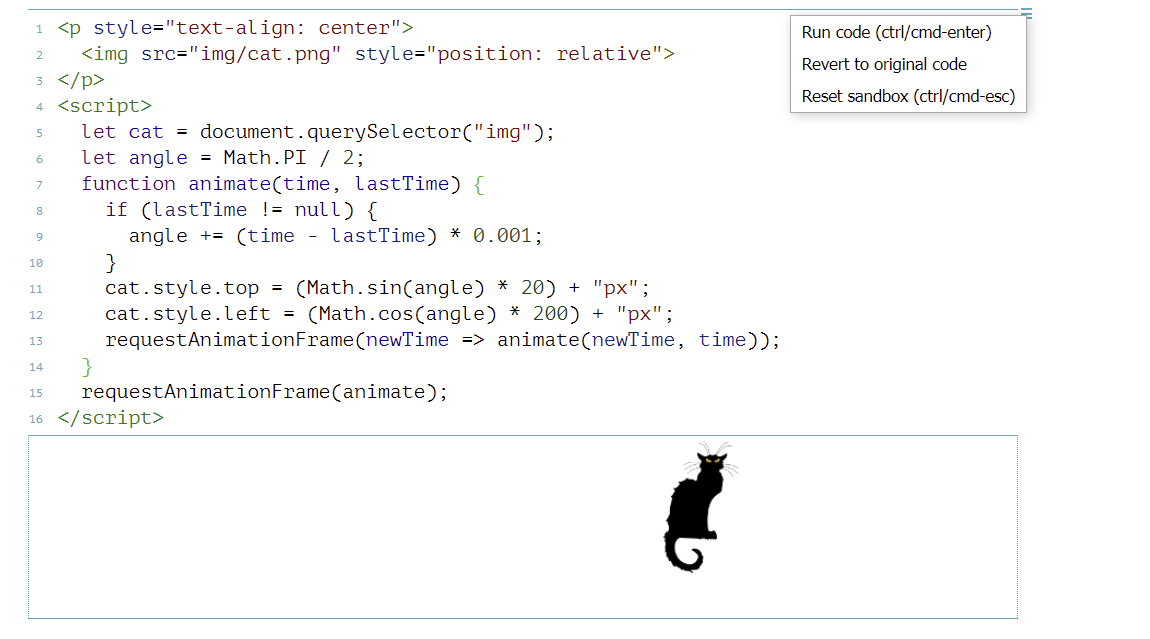 1 <p style="text-align: center">
2   <img src="img/cat.png" style="position: relative">
3 </p>
4 <script>
5   let cat = document.querySelector("img");
6   let angle = Math.PI / 2;
7   function animate(time, lastTime) {
8     if (lastTime != null) {
9       angle += (time - lastTime) * 0.001;
10     }
11     cat.style.top = (Math.sin(angle) * 20) + "px";
12     cat.style.left = (Math.cos(angle) * 200) + "px";
13     requestAnimationFrame(newTime => animate(newTime, time));
14   }
15   requestAnimationFrame(animate);
16 </script>
Run code (ctrl/cmd-enter)
Revert to original code
Reset sandbox (ctrl/cmd-esc)